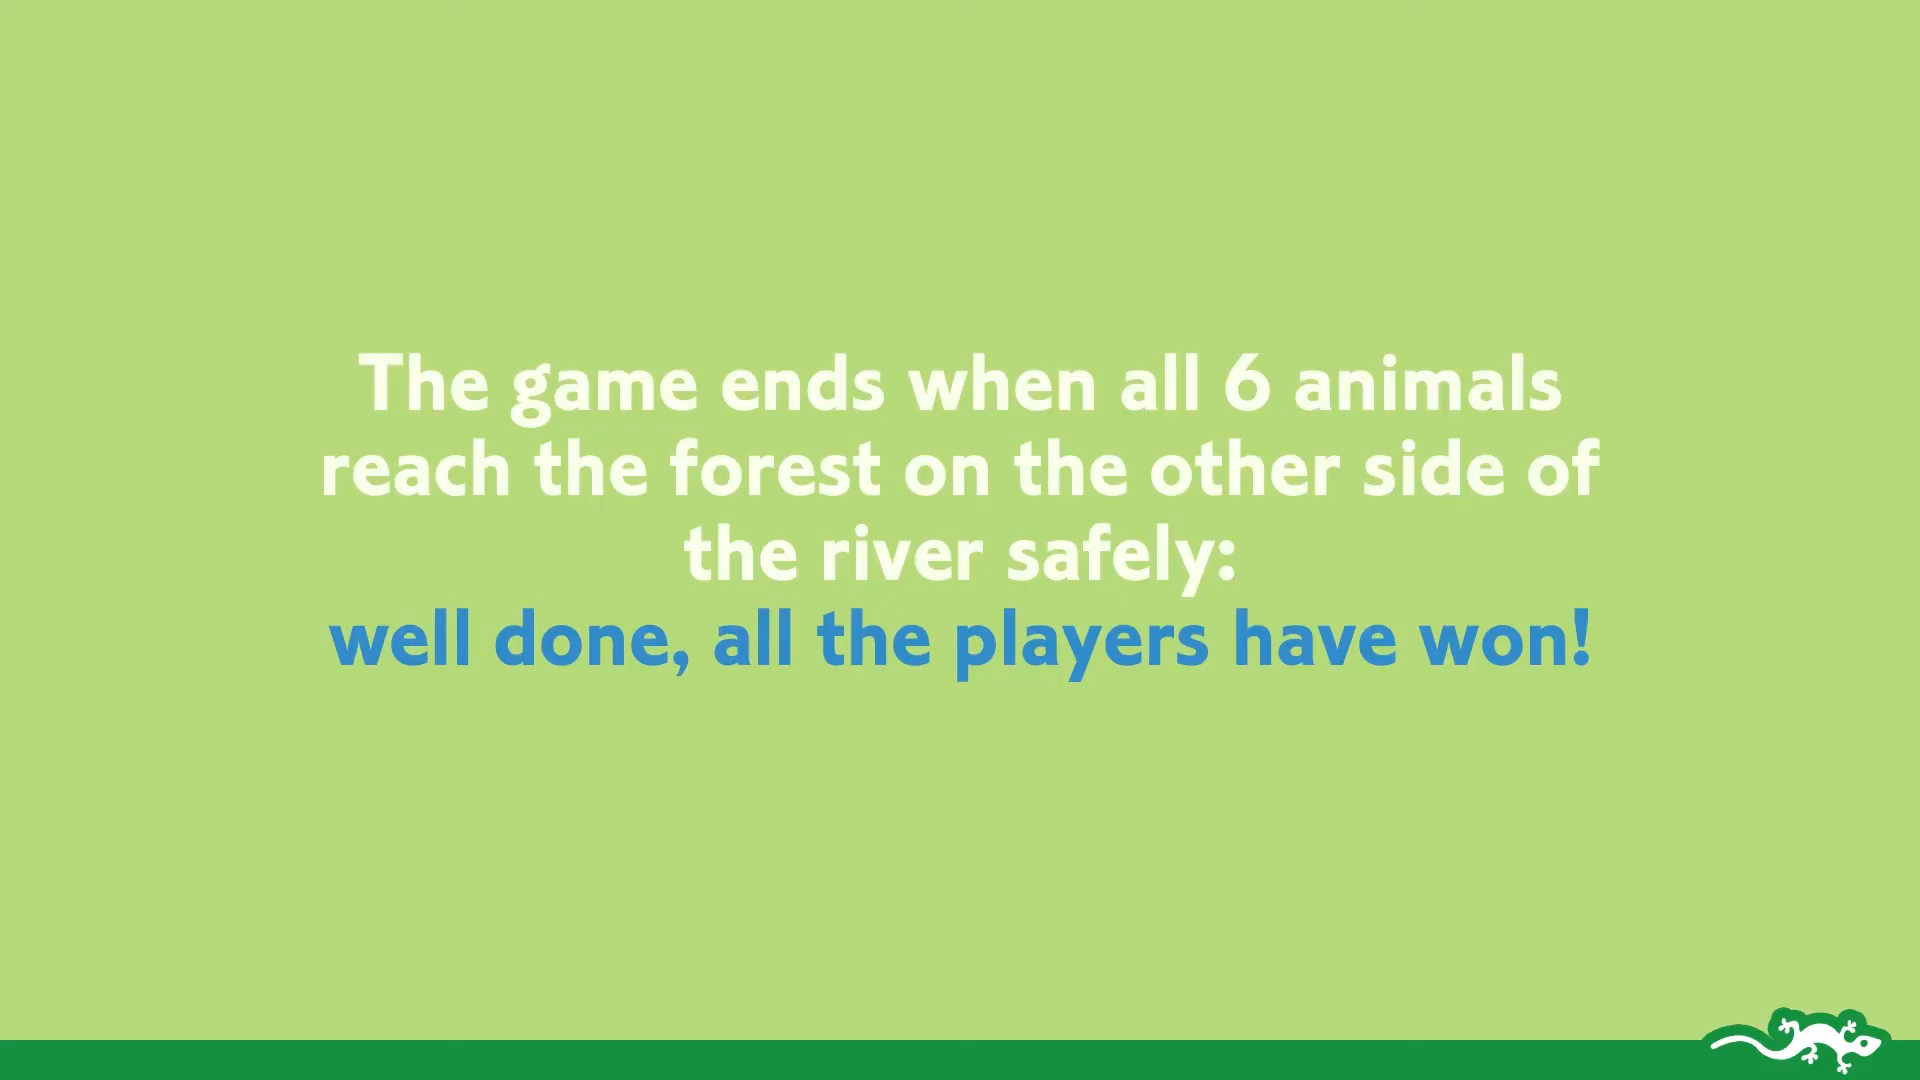 The game ends when all 6 animals
reach the forest on the other side of
the river safely:
well done, all the players have won!